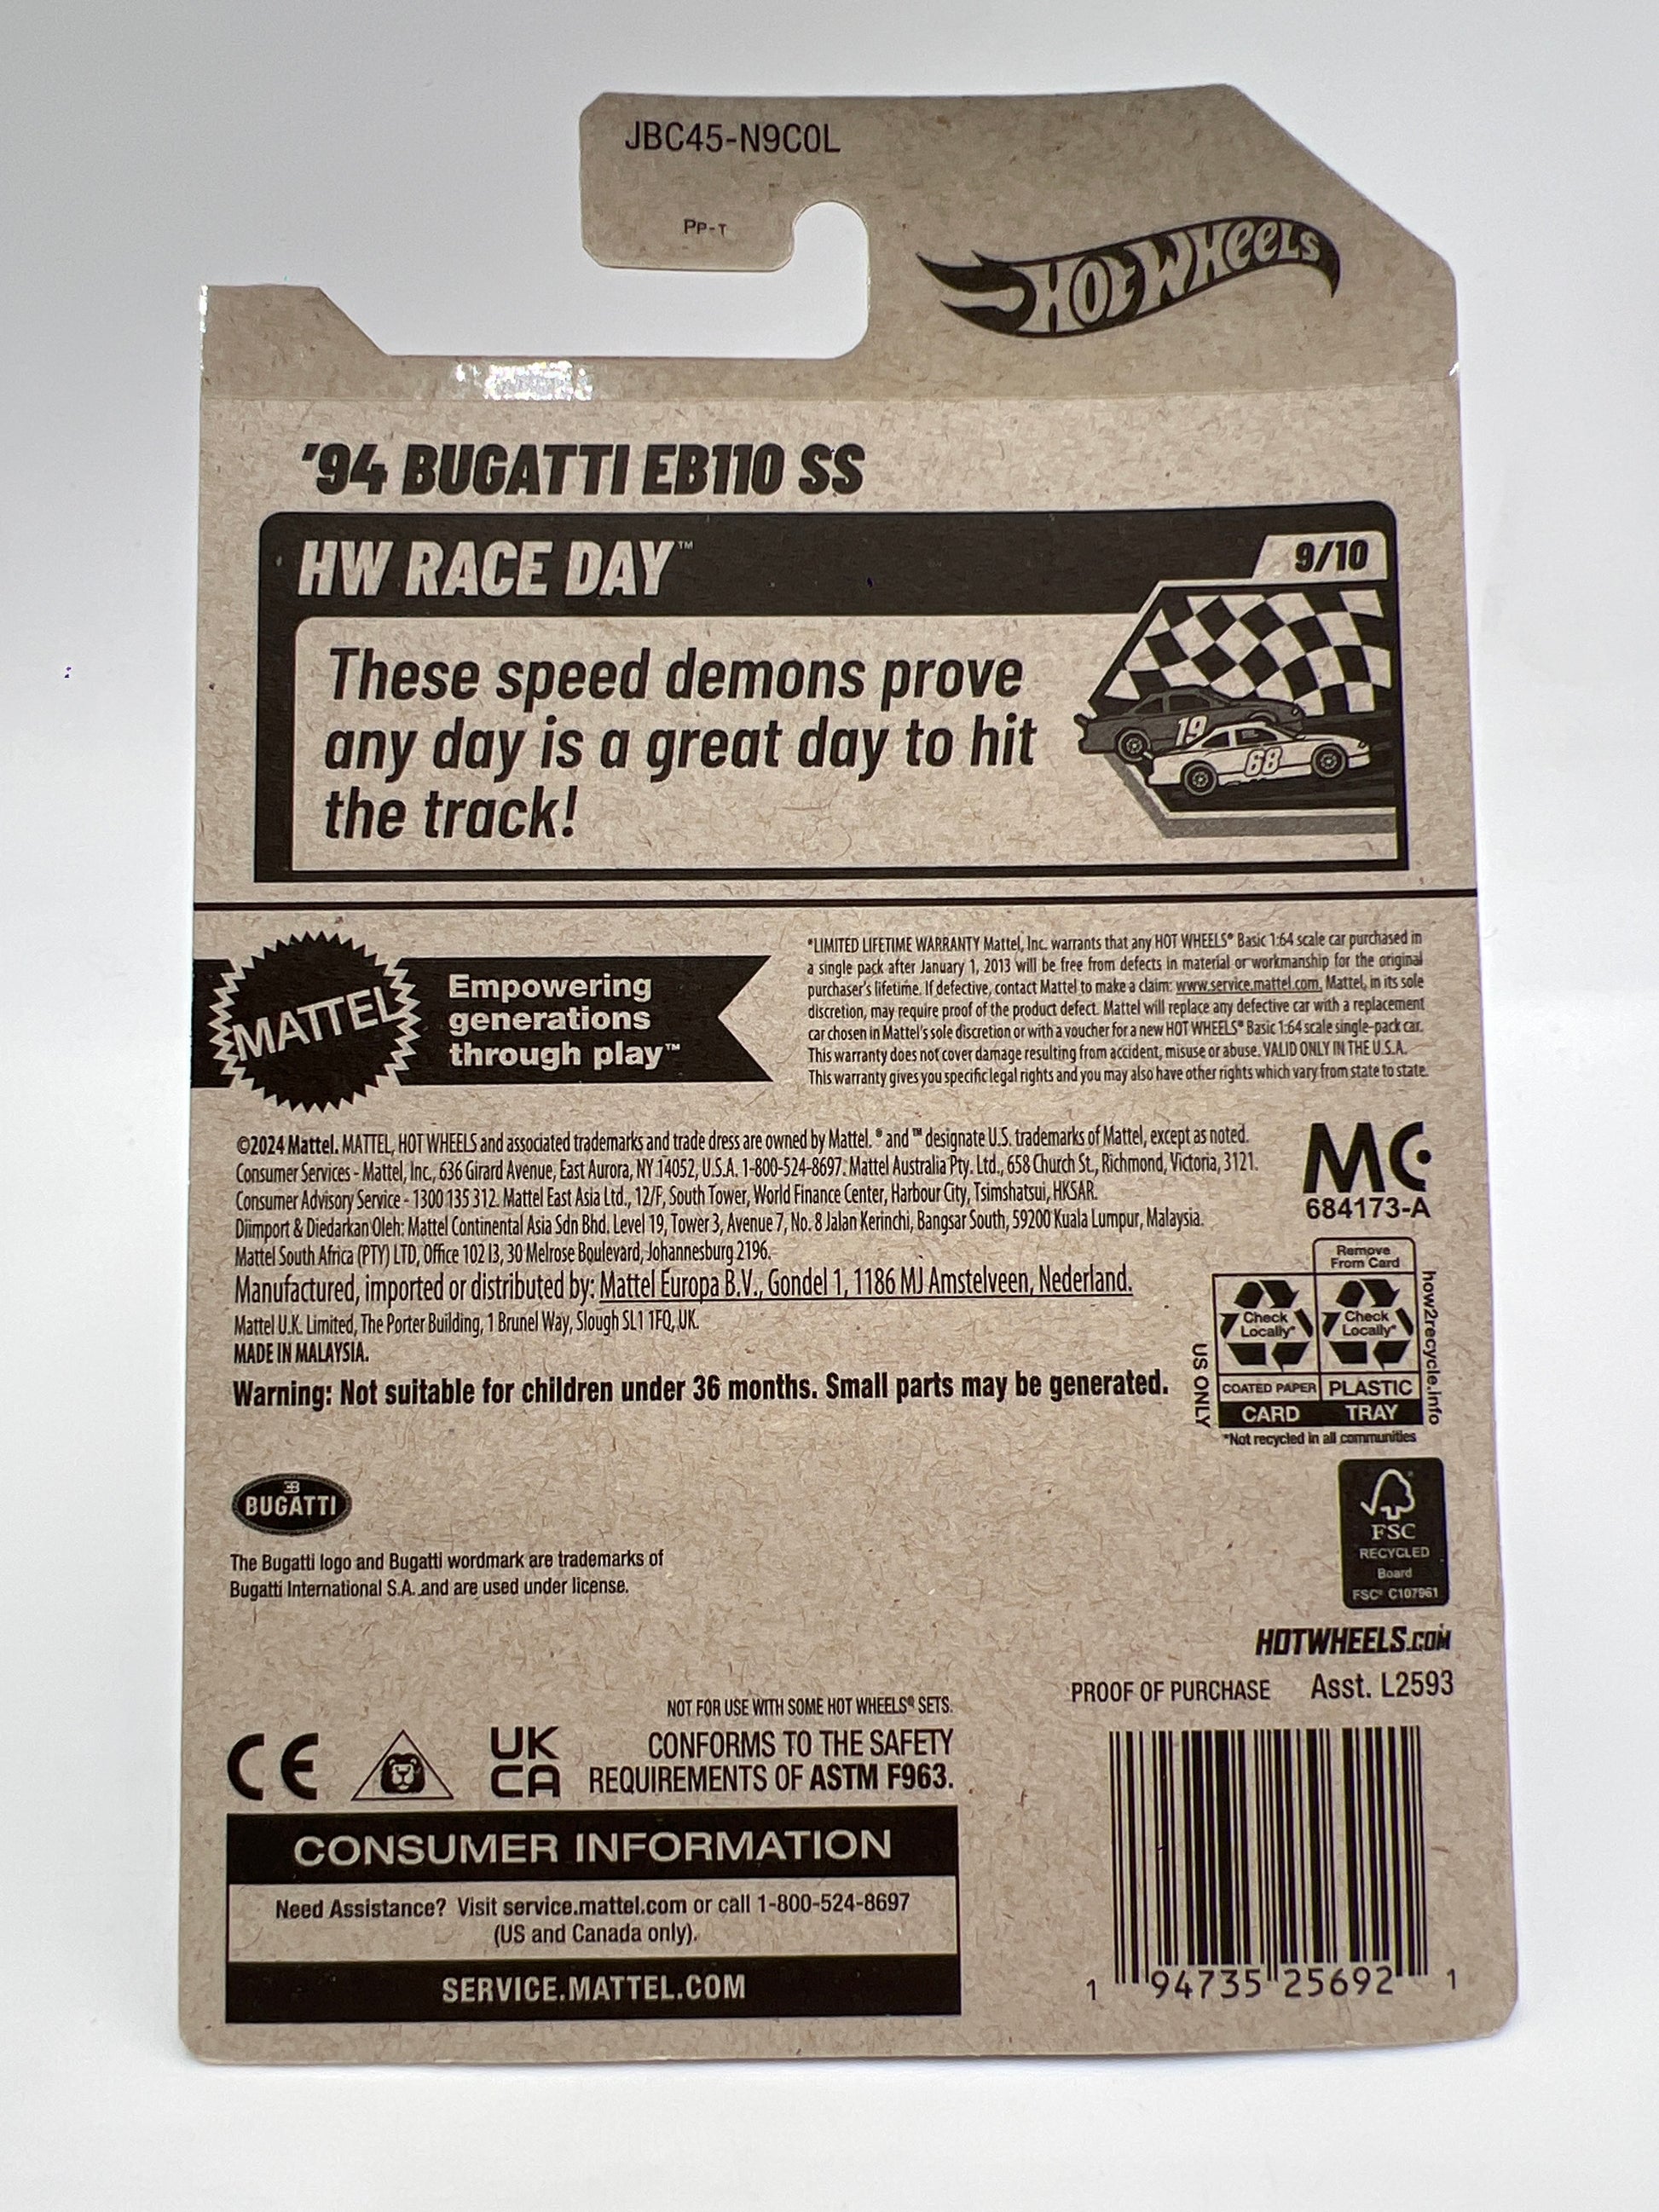 JBC45-N9C0L
PP-T
HOT WHEELS
'94 BUGATTI EB110 SS
HW RACE DAY™
9/10
These speed demons prove
any day is a great day to hit
the track!
19
68
MATTEL
Empowering
generations
through play™
*LIMITED LIFETIME WARRANTY Mattel, Inc. warrants that any HOT WHEELS® Basic 1:64 scale car purchased in
a single pack after January 1, 2013 will be free from defects in material or workmanship for the original
purchaser's lifetime. If defective, contact Mattel to make a claim: www.service.mattel.com. Mattel, in its sole
discretion, may require proof of the product defect. Mattel will replace any defective car with a replacement
car chosen in Mattel's sole discretion or with a voucher for a new HOT WHEELS® Basic 1:64 scale single-pack car.
This warranty does not cover damage resulting from accident, misuse or abuse. VALID ONLY IN THE U.S.A.
This warranty gives you specific legal rights and you may also have other rights which vary from state to state.
©2024 Mattel. MATTEL, HOT WHEELS and associated trademarks and trade dress are owned by Mattel. ® and ™ designate U.S. trademarks of Mattel, except as noted.
Consumer Services - Mattel, Inc., 636 Girard Avenue, East Aurora, NY 14052, U.S.A. 1-800-524-8697. Mattel Australia Pty. Ltd., 658 Church St., Richmond, Victoria, 3121.
Consumer Advisory Service - 1300 135 312. Mattel East Asia Ltd., 12/F, South Tower, World Finance Center, Harbour City, Tsimshatsui, HKSAR.
Diimport & Diedarkan Oleh: Mattel Continental Asia Sdn Bhd. Level 19, Tower 3, Avenue 7, No. 8 Jalan Kerinchi, Bangsar South, 59200 Kuala Lumpur, Malaysia.
Mattel South Africa (PTY) LTD, Office 102 I3, 30 Melrose Boulevard, Johannesburg 2196.
Manufactured, imported or distributed by: Mattel Europa B.V., Gondel 1, 1186 MJ Amstelveen, Nederland.
Mattel U.K. Limited, The Porter Building, 1 Brunel Way, Slough SL1 1FQ, UK.
MADE IN MALAYSIA.
Warning: Not suitable for children under 36 months. Small parts may be generated.
MC
684173-A
Remove
From Card
Check
Locally*
Check
Locally*
COATED PAPER
PLASTIC
CARD
TRAY
US ONLY
how2recycle.info
*Not recycled in all communities
EB
BUGATTI
The Bugatti logo and Bugatti wordmark are trademarks of
Bugatti International S.A. and are used under license.
FSC
RECYCLED
Board
FSC® C107961
HOTWHEELS.COM
PROOF OF PURCHASE
Asst. L2593
NOT FOR USE WITH SOME HOT WHEELS® SETS.
CE
UK
CA
CONFORMS TO THE SAFETY
REQUIREMENTS OF ASTM F963.
CONSUMER INFORMATION
Need Assistance? Visit service.mattel.com or call 1-800-524-8697
(US and Canada only).
SERVICE.MATTEL.COM
1 94735 25692 1